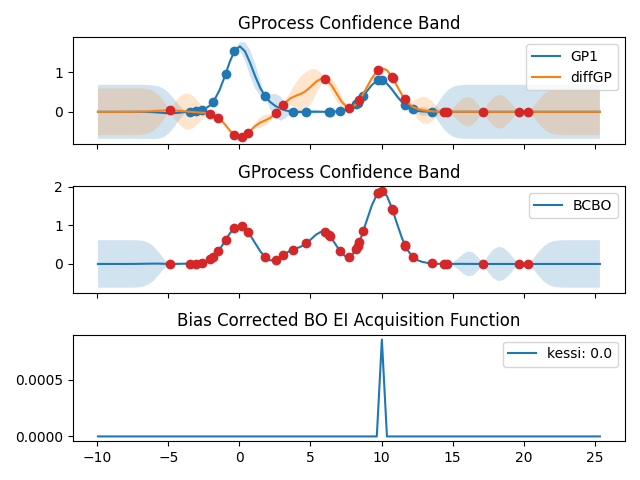 GProcess Confidence Band
GP1
diffGP
1
0
GProcess Confidence Band
BCBO
2
1
0
Bias Corrected BO EI Acquisition Function
kessi: 0.0
0.0005
0.0000
−10 −5 0 5 10 15 20 25